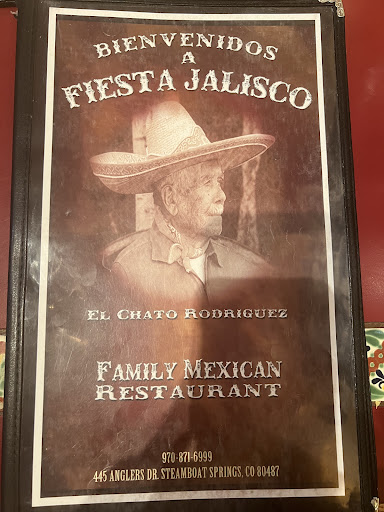 BIENVENIDOS
A
FIESTA JALISCO
EL CHATO RODRIGUEZ
FAMILY MEXICAN
RESTAURANT
970-871-6999
445 ANGLERS DR. STEAMBOAT SPRINGS, CO 80487